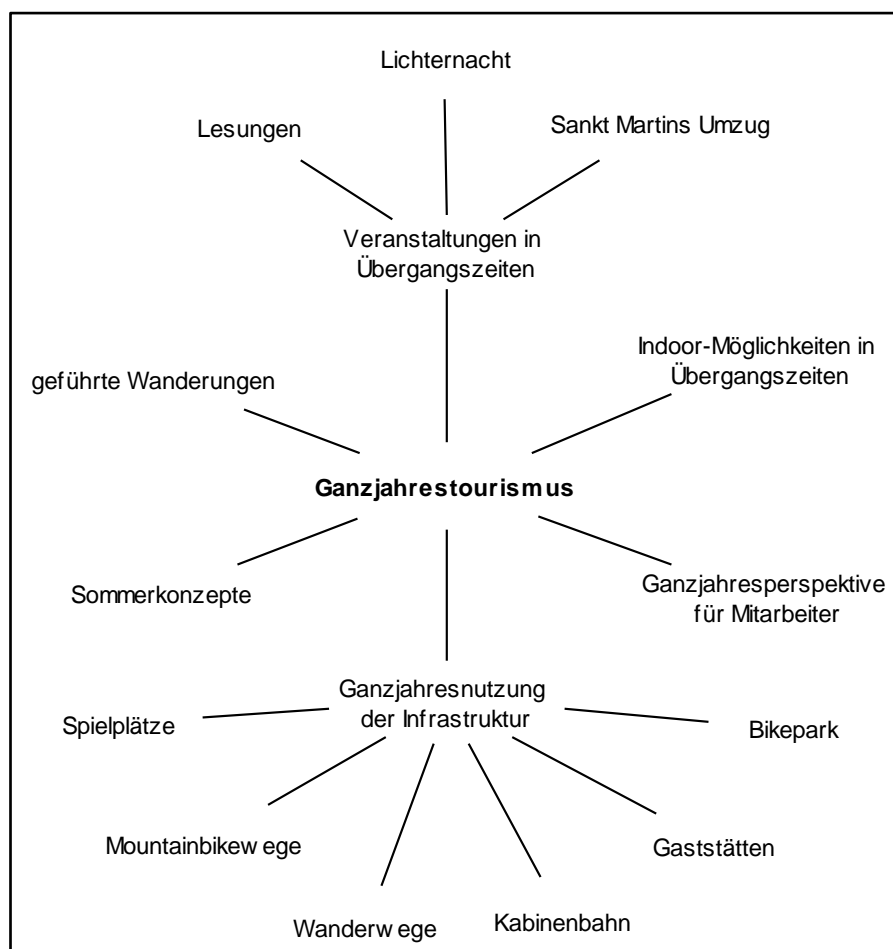 Lichternacht
Lesungen
Sankt Martins Umzug
Veranstaltungen in
Übergangszeiten
Indoor-Möglichkeiten in
Übergangszeiten
geführte Wanderungen
Ganzjahrestourismus
Sommerkonzepte
Ganzjahresperspektive
für Mitarbeiter
Ganzjahresnutzung
der Infrastruktur
Spielplätze
Bikepark
Mountainbikewege
Gaststätten
Wanderwege
Kabinenbahn